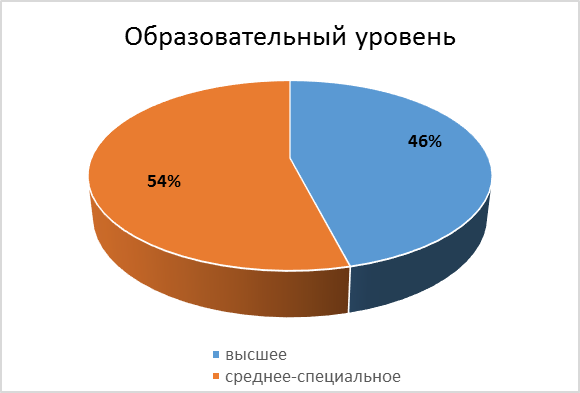 Образовательный уровень
46%
54%
высшее
среднее-специальное